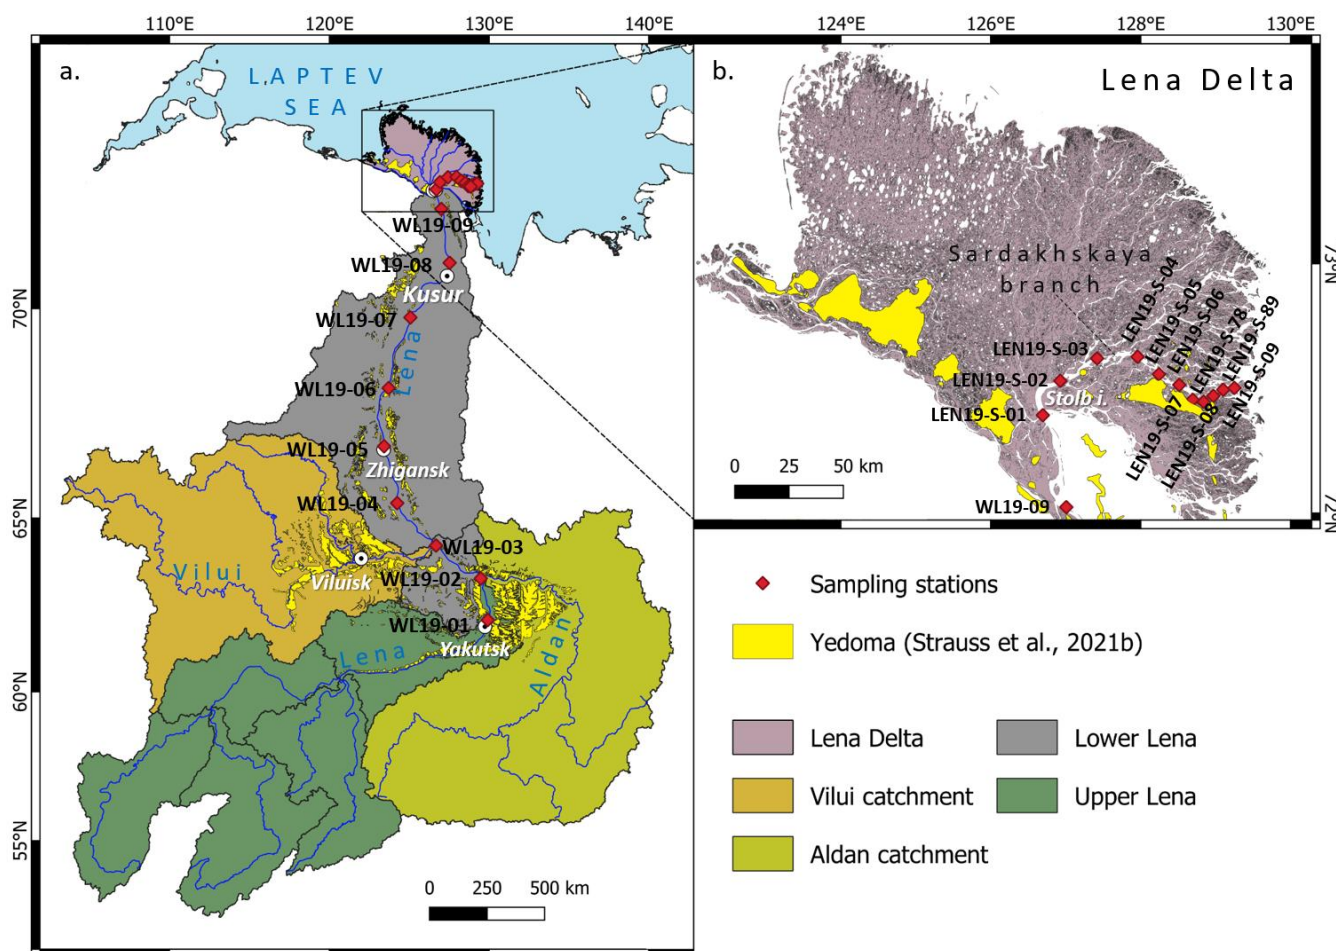 110°E
120°E
130°E
140°E
124°E
126°E
128°E
130°E
a.
LAPTEV
SEA
b.
Lena Delta
WL19-09
WL19-08
Kusur
WL19-07
Lena
WL19-06
WL19-05
Zhigansk
WL19-04
WL19-03
Vilui
Viluisk
WL19-02
WL19-01
Yakutsk
Lena
Aldan
70°N
65°N
60°N
55°N
0 250 500 km
Sardakhskaya
branch
LEN19-S-04
LEN19-S-05
LEN19-S-06
LEN19-S-78
LEN19-S-89
LEN19-S-09
LEN19-S-03
LEN19-S-02
Stolb i.
LEN19-S-01
LEN19-S-07
LEN19-S-08
WL19-09
0 25 50 km
73°N
72°N
Sampling stations
Yedoma (Strauss et al., 2021b)
Lena Delta
Lower Lena
Vilui catchment
Upper Lena
Aldan catchment